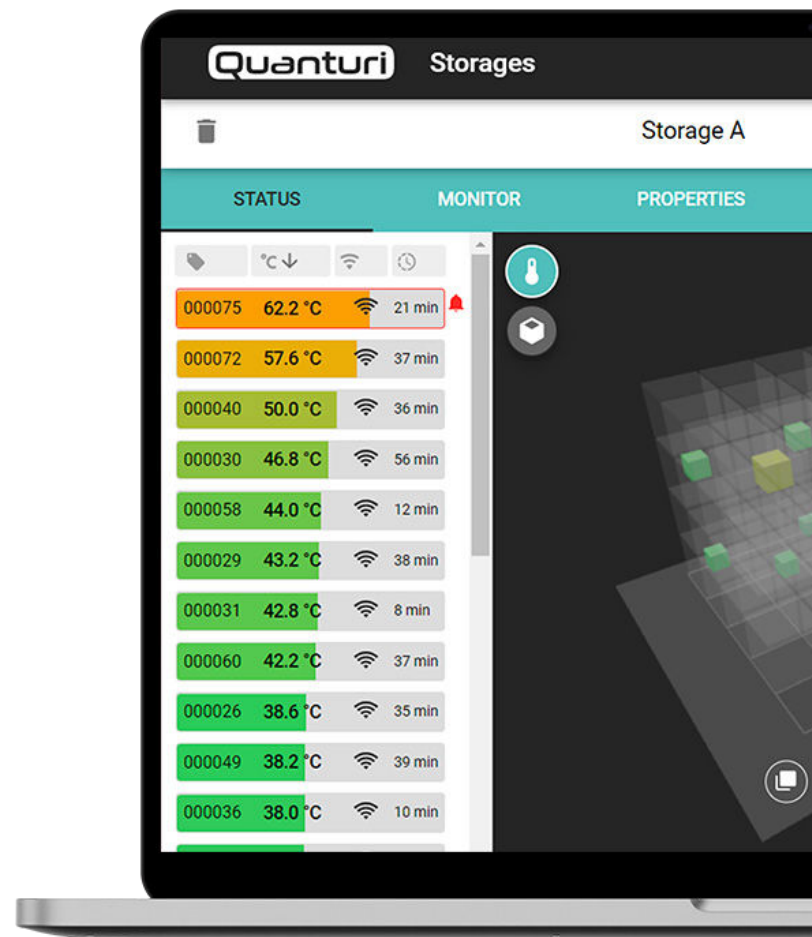 Quanturi Storages
Storage A
STATUS MONITOR PROPERTIES
°C
000075 62.2 °C 21 min
000072 57.6 °C 37 min
000040 50.0 °C 36 min
000030 46.8 °C 56 min
000058 44.0 °C 12 min
000029 43.2 °C 38 min
000031 42.8 °C 8 min
000060 42.2 °C 37 min
000026 38.6 °C 35 min
000049 38.2 °C 39 min
000036 38.0 °C 10 min